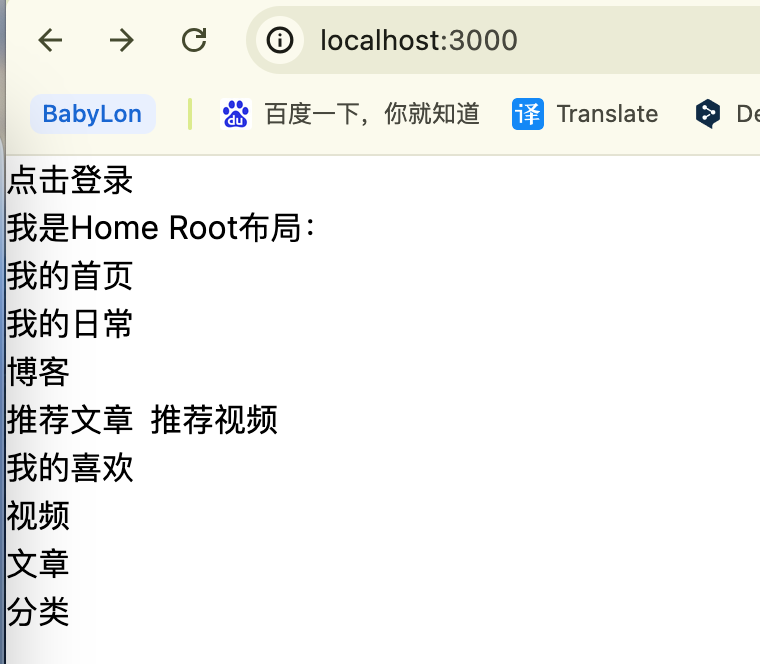 localhost:3000
BabyLon 百度一下，你就知道 译 Translate
点击登录
我是Home Root布局：
我的首页
我的日常
博客
推荐文章 推荐视频
我的喜欢
视频
文章
分类